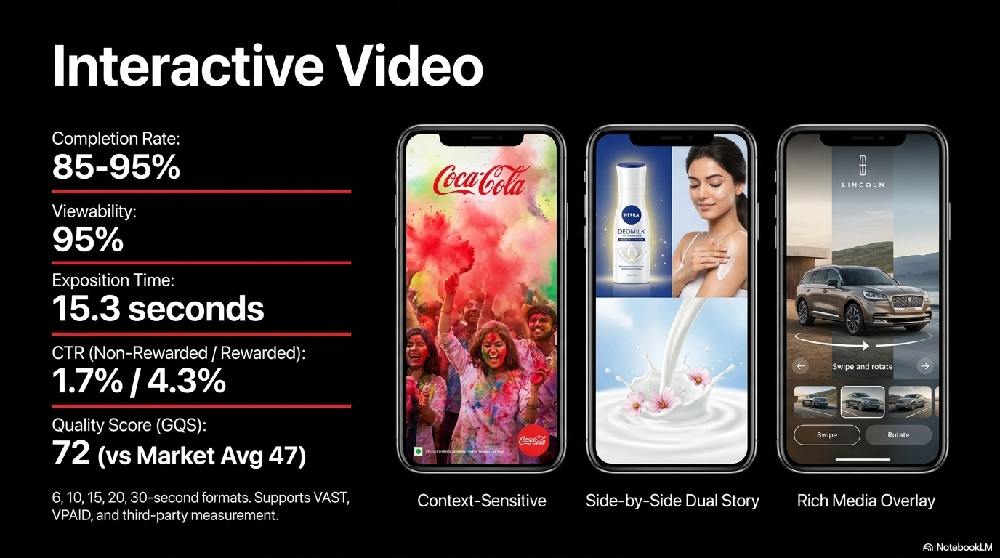 Interactive Video
Completion Rate:
85-95%
Viewability:
95%
Exposition Time:
15.3 seconds
CTR (Non-Rewarded / Rewarded):
1.7% / 4.3%
Quality Score (GQS):
72 (vs Market Avg 47)
6, 10, 15, 20, 30-second formats. Supports VAST,
VPAID, and third-party measurement.
Coca-Cola
Coca-Cola
Context-Sensitive
DEOMILK
Side-by-Side Dual Story
LINCOLN
Swipe and rotate
Swipe
Rotate
Rich Media Overlay
NotebookLM